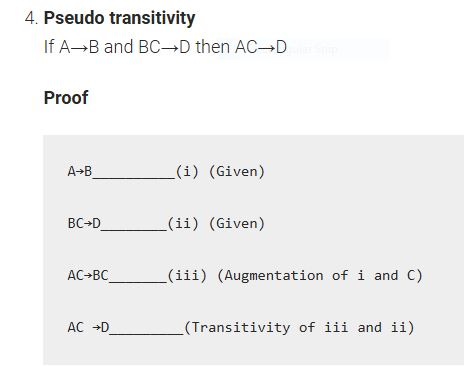 4. Pseudo transitivity
If A→B and BC→D then AC→D
Proof
A→B__________(i) (Given)
BC→D________(ii) (Given)
AC→BC_______(iii) (Augmentation of i and C)
AC →D_________(Transitivity of iii and ii)